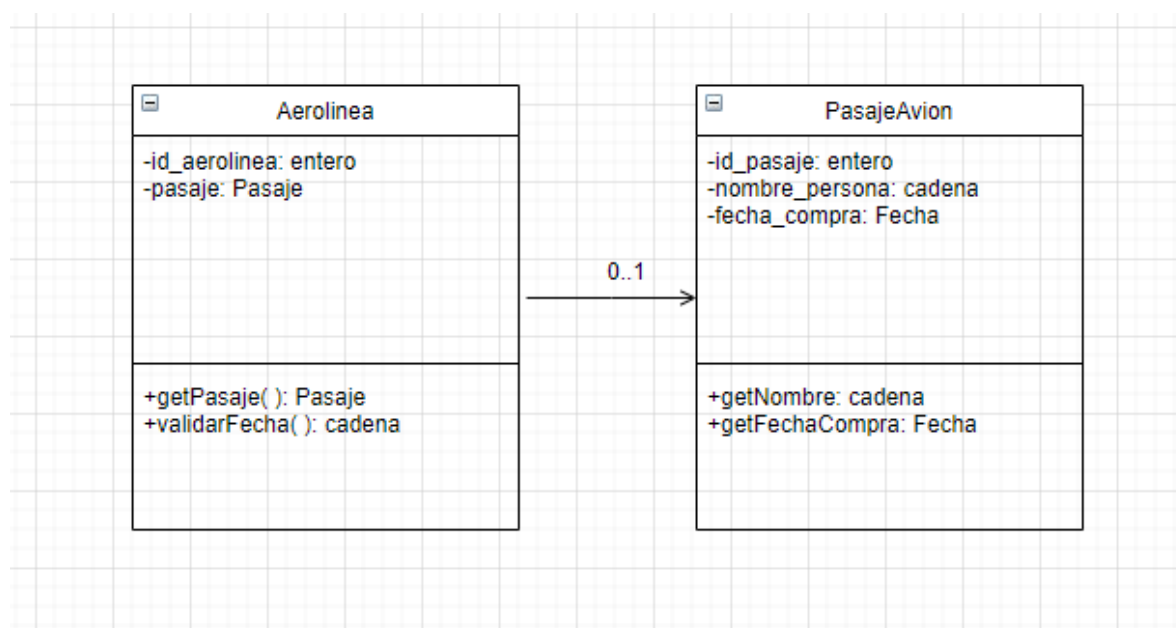 Aerolinea
-id_aerolinea: entero
-pasaje: Pasaje
+getPasaje( ): Pasaje
+validarFecha( ): cadena
0..1
PasajeAvion
-id_pasaje: entero
-nombre_persona: cadena
-fecha_compra: Fecha
+getNombre: cadena
+getFechaCompra: Fecha